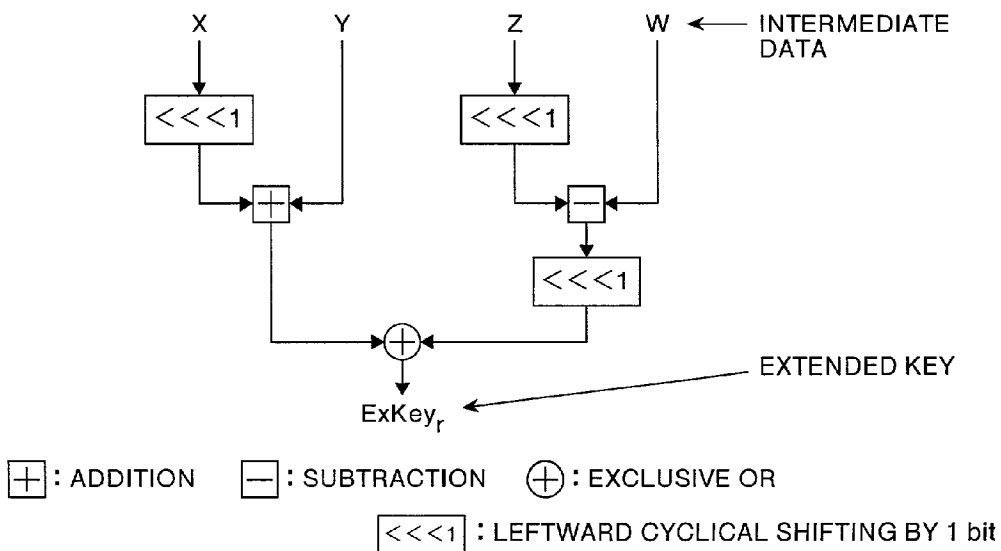 X Y Z W INTERMEDIATE
DATA
<<<1 <<<1
+ −
<<<1
+
EXTENDED KEY
ExKeyr
+ : ADDITION − : SUBTRACTION + : EXCLUSIVE OR
<<<1 : LEFTWARD CYCLICAL SHIFTING BY 1 bit